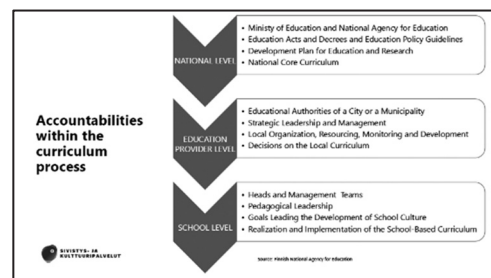 Accountabilities
within the
curriculum
process
NATIONAL LEVEL
• Ministy of Education and National Agency for Education
• Education Acts and Decrees and Education Policy Guidelines
• Development Plan for Education and Research
• National Core Curriculum
EDUCATION
PROVIDER LEVEL
• Educational Authorities of a City or a Municipality
• Strategic Leadership and Management
• Local Organization, Resourcing, Monitoring and Development
• Decisions on the Local Curriculum
SCHOOL LEVEL
• Heads and Management Teams
• Pedagogical Leadership
• Goals Leading the Development of School Culture
• Realization and Implementation of the School-Based Curriculum
SIVISTYS- JA
KULTTUURIPALVELUT
Source: Finnish National Agency for Education